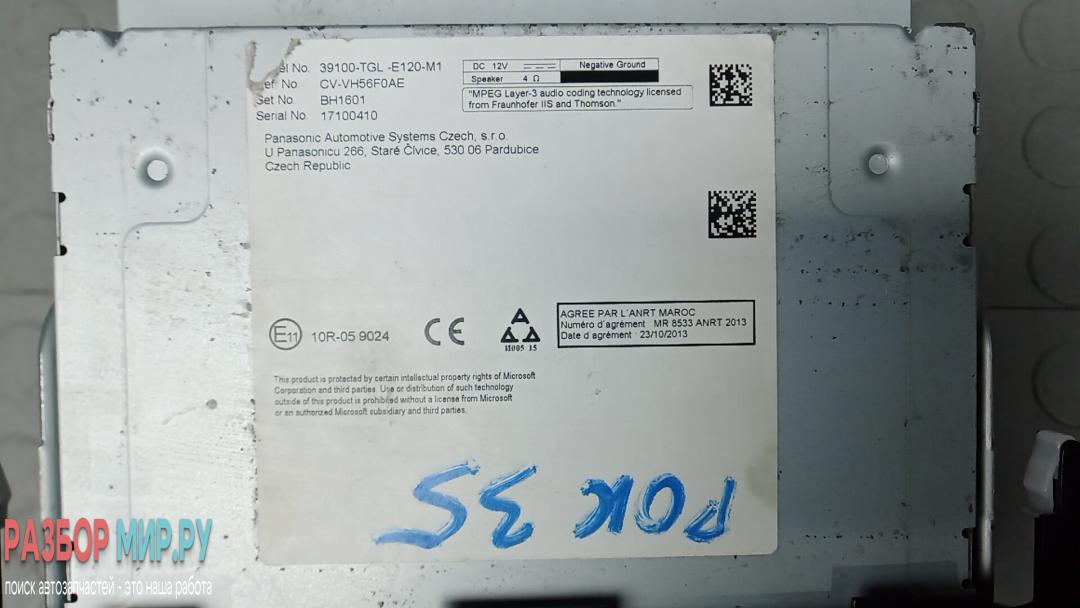 el No. 39100-TGL -E120-M1
ef No CV-VH56F0AE
Set No BH1601
Serial No 17100410
DC 12V Negative Ground
Speaker 4 Ω
"MPEG Layer-3 audio coding technology licensed
from Fraunhofer IIS and Thomson."
Panasonic Automotive Systems Czech, s.r.o.
U Panasonicu 266, Staré Čívice, 530 06 Pardubice
Czech Republic
E11 10R-05 9024
CE
H005 15
AGREE PAR L'ANRT MAROC
Numéro d'agrément MR 8533 ANRT 2013
Date d'agrément 23/10/2013
This product is protected by certain intellectual property rights of Microsoft
Corporation and third parties. Use or distribution of such technology
outside of this product is prohibited without a license from Microsoft
or an authorized Microsoft subsidiary and third parties.
РАЗБОР МИР.РУ
поиск автозапчастей - это наша работа